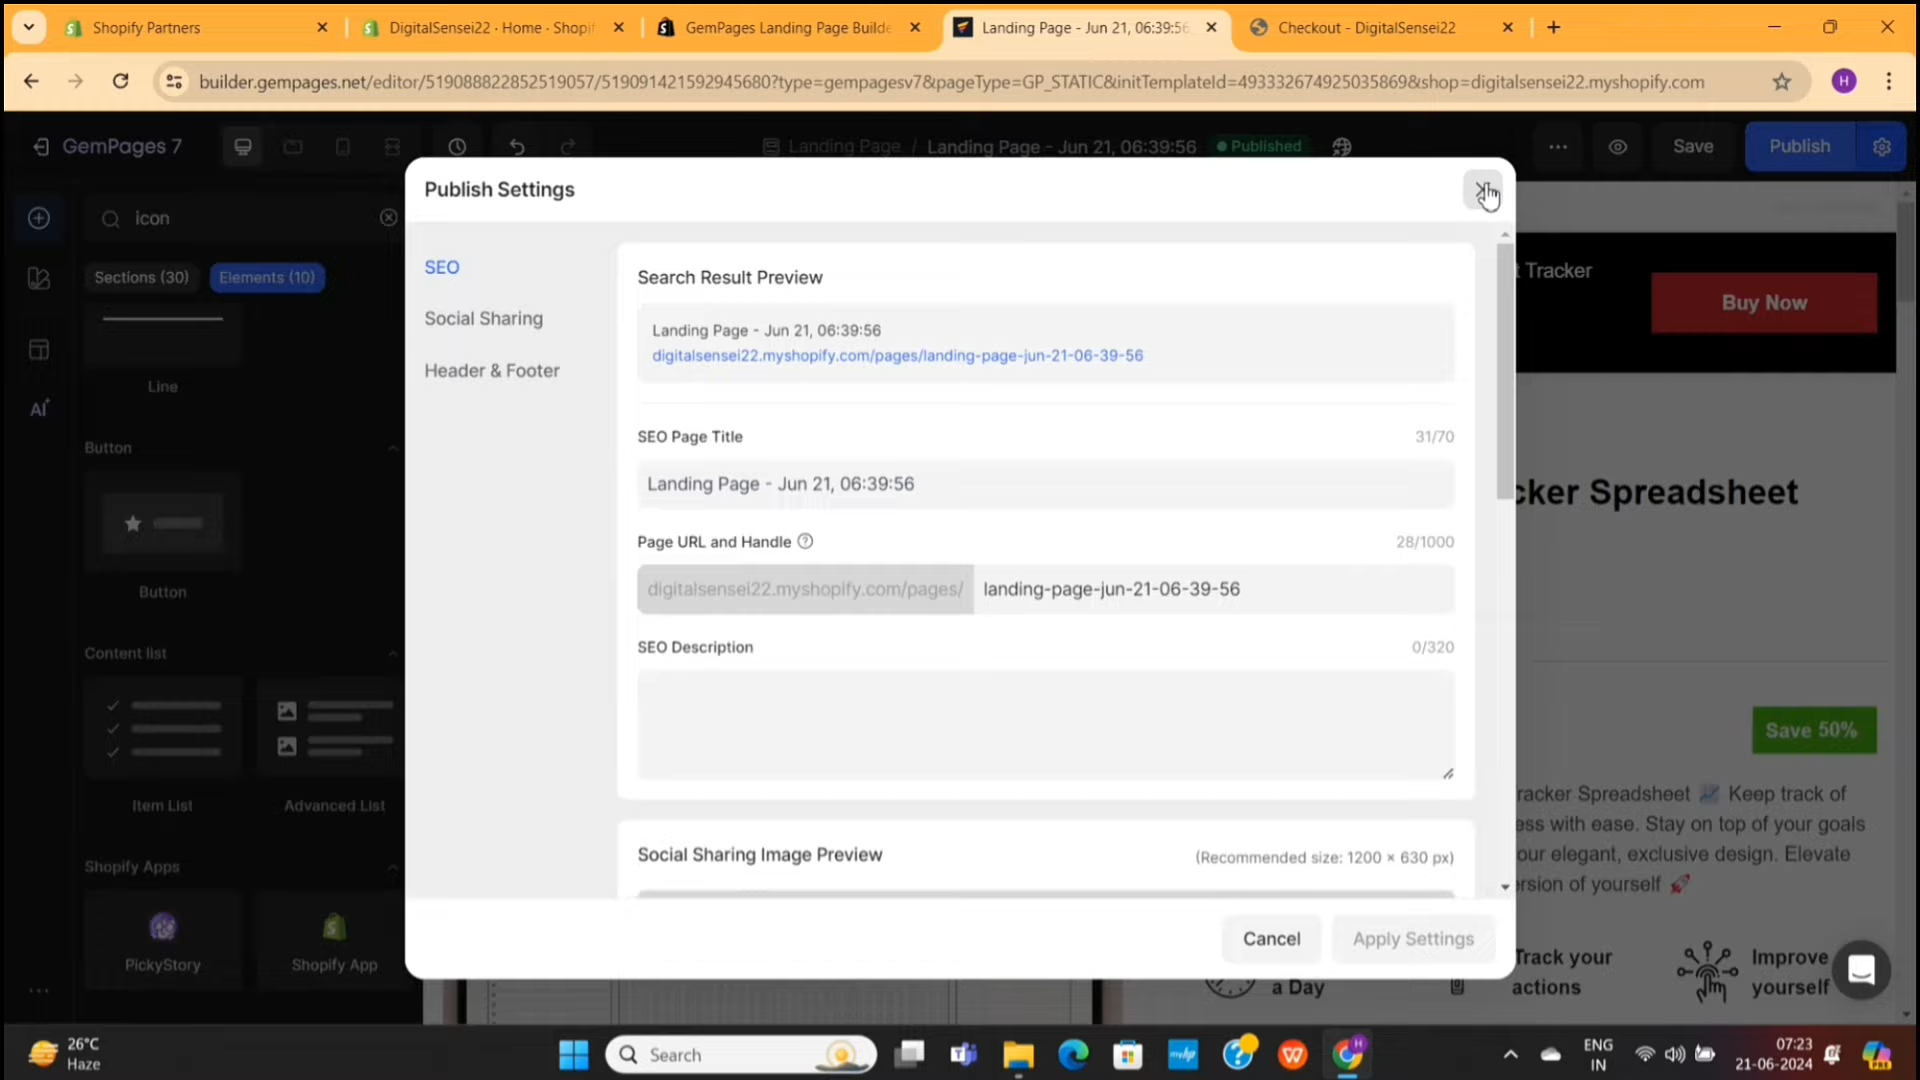 Shopify Partners
DigitalSensei22 · Home · Shopif
GemPages Landing Page Builde
Landing Page - Jun 21, 06:39:56
Checkout - DigitalSensei22
builder.gempages.net/editor/519088822852519057/519091421592945680?type=gempagesv7&pageType=GP_STATIC&initTemplateId=493332674925035869&shop=digitalsensei22.myshopify.com
H
GemPages 7
Landing Page / Landing Page - Jun 21, 06:39:56
Published
Save
Publish
icon
Sections (30)
Elements (10)
Line
Button
Button
Content list
Item List
Advanced List
Shopify Apps
PickyStory
Shopify App
AI
Publish Settings
SEO
Social Sharing
Header & Footer
Search Result Preview
Landing Page - Jun 21, 06:39:56
digitalsensei22.myshopify.com/pages/landing-page-jun-21-06-39-56
SEO Page Title
31/70
Landing Page - Jun 21, 06:39:56
Page URL and Handle
28/1000
digitalsensei22.myshopify.com/pages/
landing-page-jun-21-06-39-56
SEO Description
0/320
Social Sharing Image Preview
(Recommended size: 1200 × 630 px)
Cancel
Apply Settings
t Tracker
Buy Now
cker Spreadsheet
Save 50%
racker Spreadsheet 📈 Keep track of
ess with ease. Stay on top of your goals
our elegant, exclusive design. Elevate
ersion of yourself 🚀
a Day
Track your
actions
Improve
yourself
26°C
Haze
Search
ENG
IN
07:23
21-06-2024